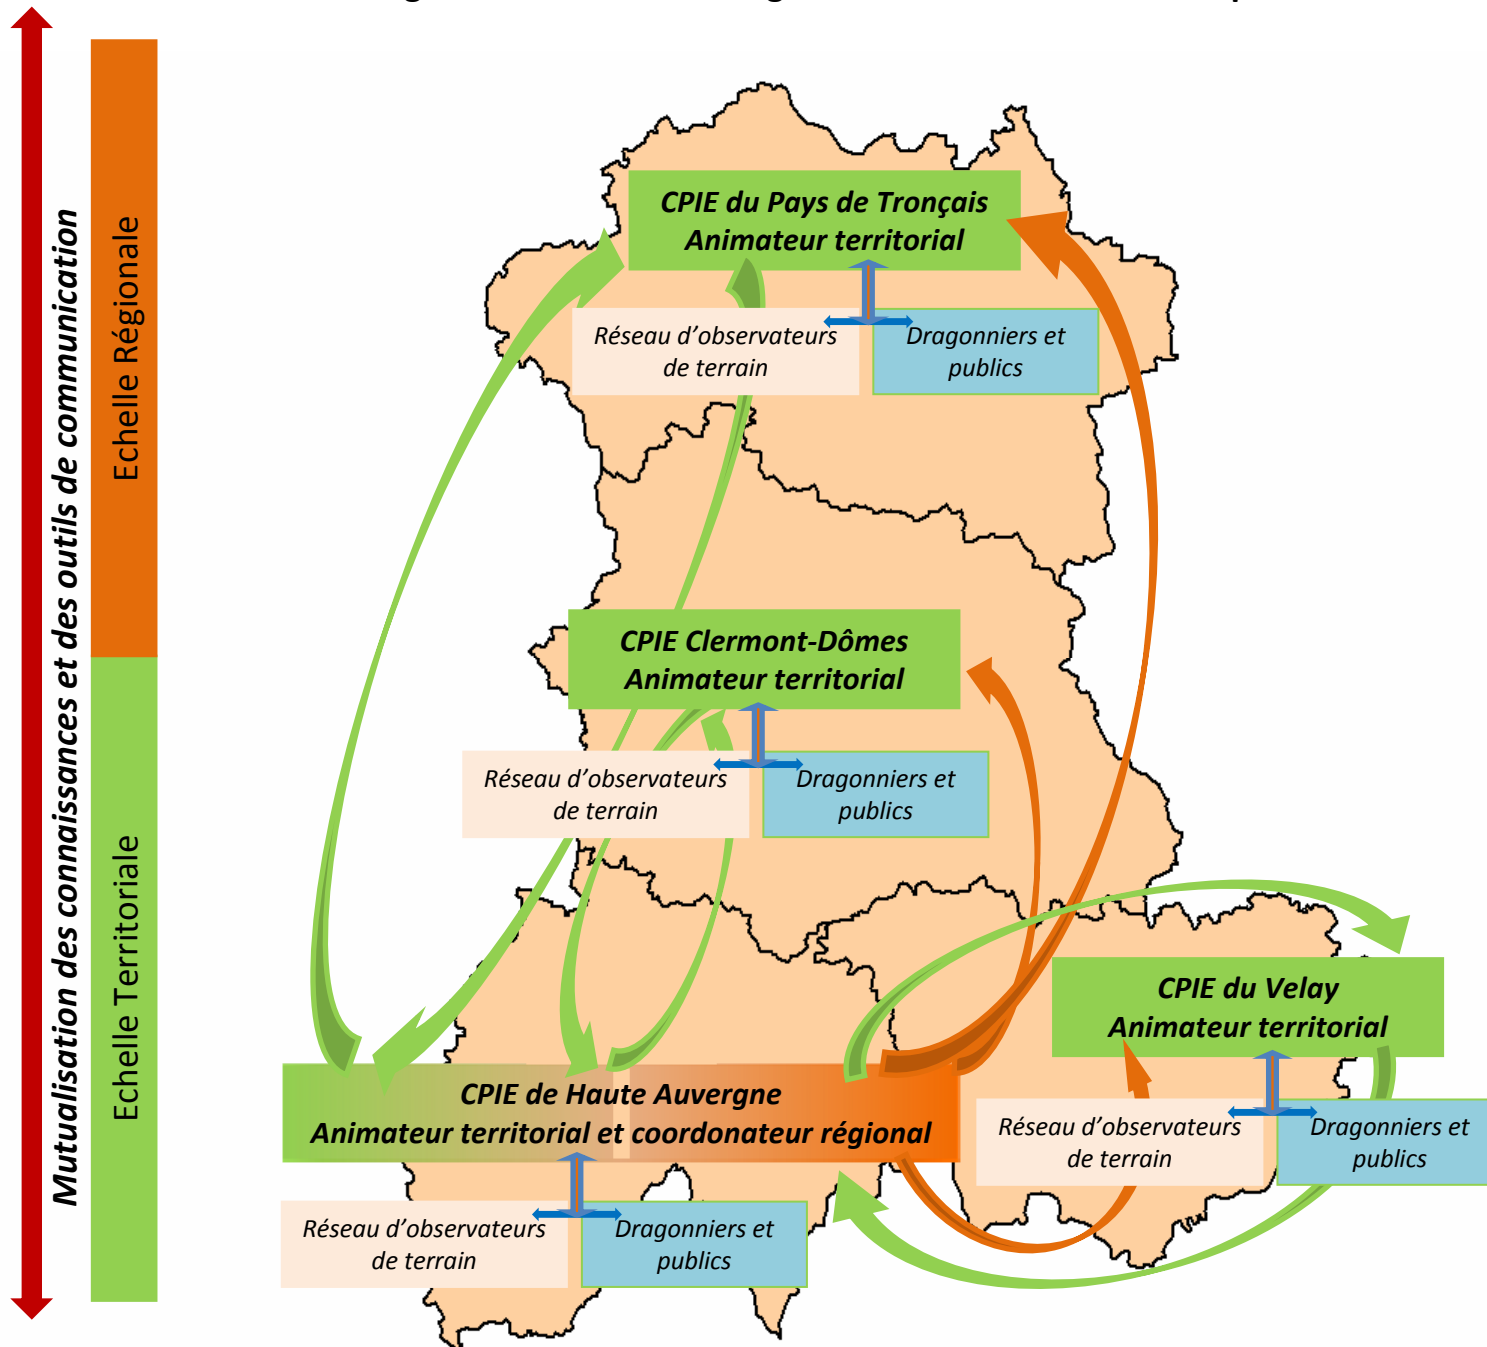 Mutualisation des connaissances et des outils de communication
Echelle Régionale
Echelle Territoriale
CPIE du Pays de Tronçais
Animateur territorial
Réseau d’observateurs
de terrain
Dragonniers et
publics
CPIE Clermont-Dômes
Animateur territorial
Réseau d’observateurs
de terrain
Dragonniers et
publics
CPIE du Velay
Animateur territorial
Réseau d’observateurs
de terrain
Dragonniers et
publics
CPIE de Haute Auvergne
Animateur territorial et coordonateur régional
Réseau d’observateurs
de terrain
Dragonniers et
publics